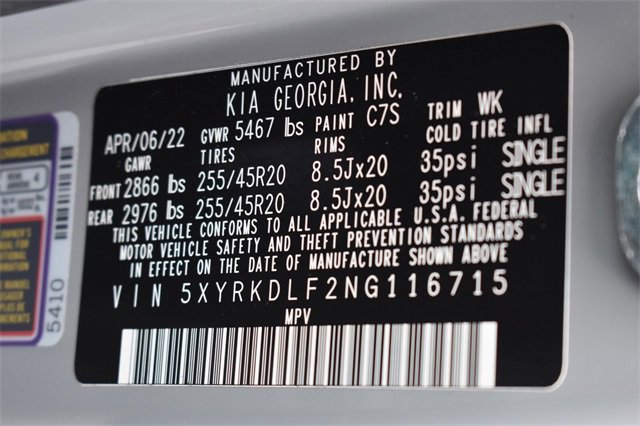 MANUFACTURED BY
KIA GEORGIA, INC.
APR/06/22 GVWR 5467 lbs PAINT C7S TRIM WK
GAWR TIRES RIMS COLD TIRE INFL
FRONT 2866 lbs 255/45R20 8.5Jx20 35psi SINGLE
REAR 2976 lbs 255/45R20 8.5Jx20 35psi SINGLE
THIS VEHICLE CONFORMS TO ALL APPLICABLE U.S.A. FEDERAL
MOTOR VEHICLE SAFETY AND THEFT PREVENTION STANDARDS
IN EFFECT ON THE DATE OF MANUFACTURE SHOWN ABOVE
VIN 5XYRKDLF2NG116715
MPV
5410